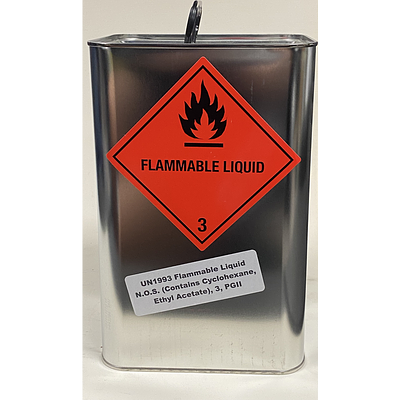 FLAMMABLE LIQUID
3
UN1993 Flammable Liquid
N.O.S. (Contains Cyclohexane,
Ethyl Acetate), 3, PGII